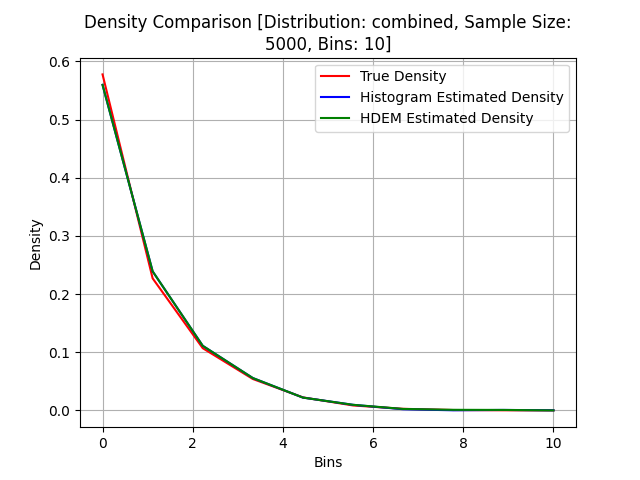 Density Comparison [Distribution: combined, Sample Size:
5000, Bins: 10]
True Density
Histogram Estimated Density
HDEM Estimated Density
Density
0.6
0.5
0.4
0.3
0.2
0.1
0.0
0 2 4 6 8 10
Bins